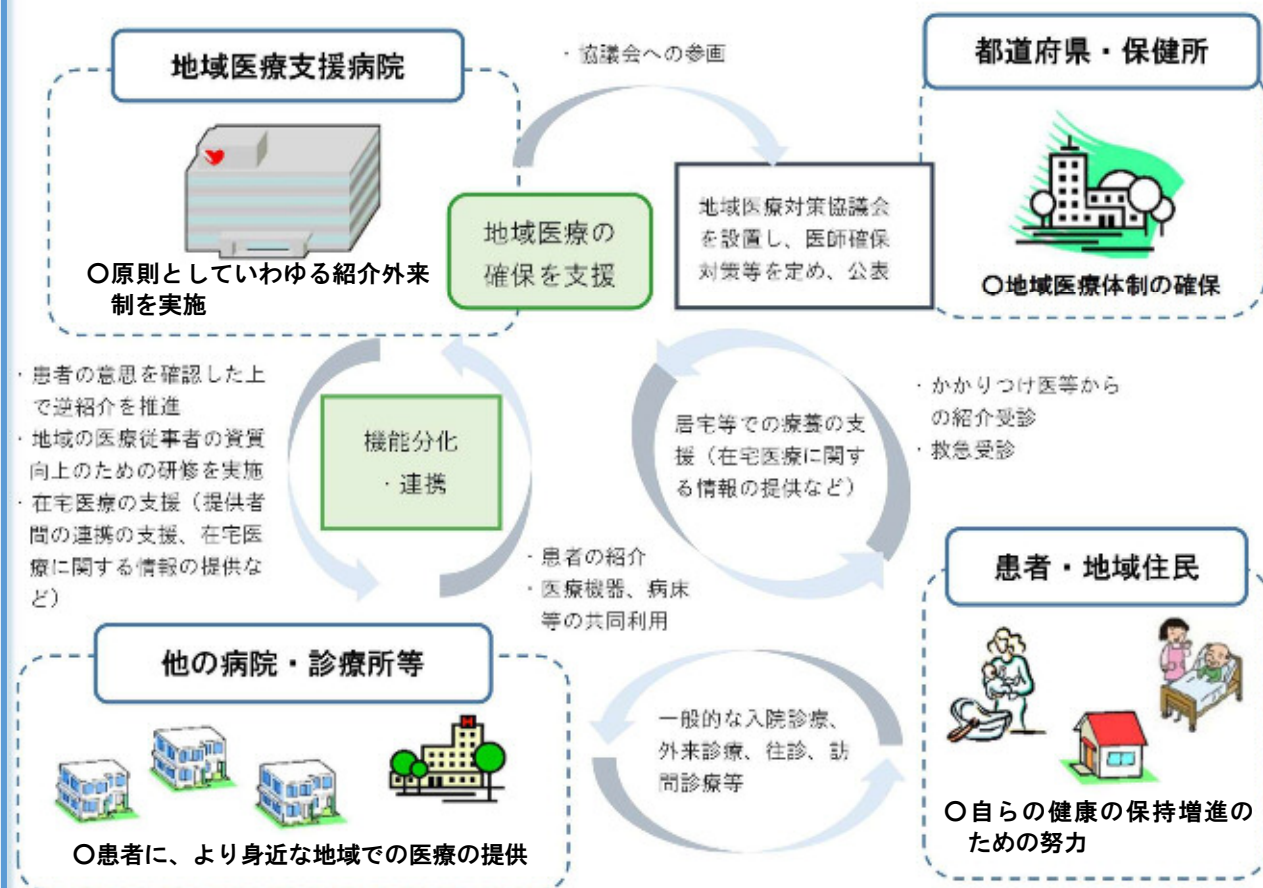 地域医療支援病院
〇原則としていわゆる紹介外来
制を実施
・協議会への参画
都道府県・保健所
〇地域医療体制の確保
地域医療の
確保を支援
地域医療対策協議会
を設置し、医師確保
対策等を定め、公表
・患者の意思を確認した上
で逆紹介を推進
・地域の医療従事者の資質
向上のための研修を実施
・在宅医療の支援（提供者
間の連携の支援、在宅医
療に関する情報の提供な
ど）
機能分化
・連携
・患者の紹介
・医療機器、病床
等の共同利用
居宅等での療養の支
援（在宅医療に関す
る情報の提供など）
・かかりつけ医等から
の紹介受診
・救急受診
他の病院・診療所等
H
〇患者に、より身近な地域での医療の提供
一般的な入院診療、
外来診療、往診、訪
問診療等
患者・地域住民
〇自らの健康の保持増進の
ための努力